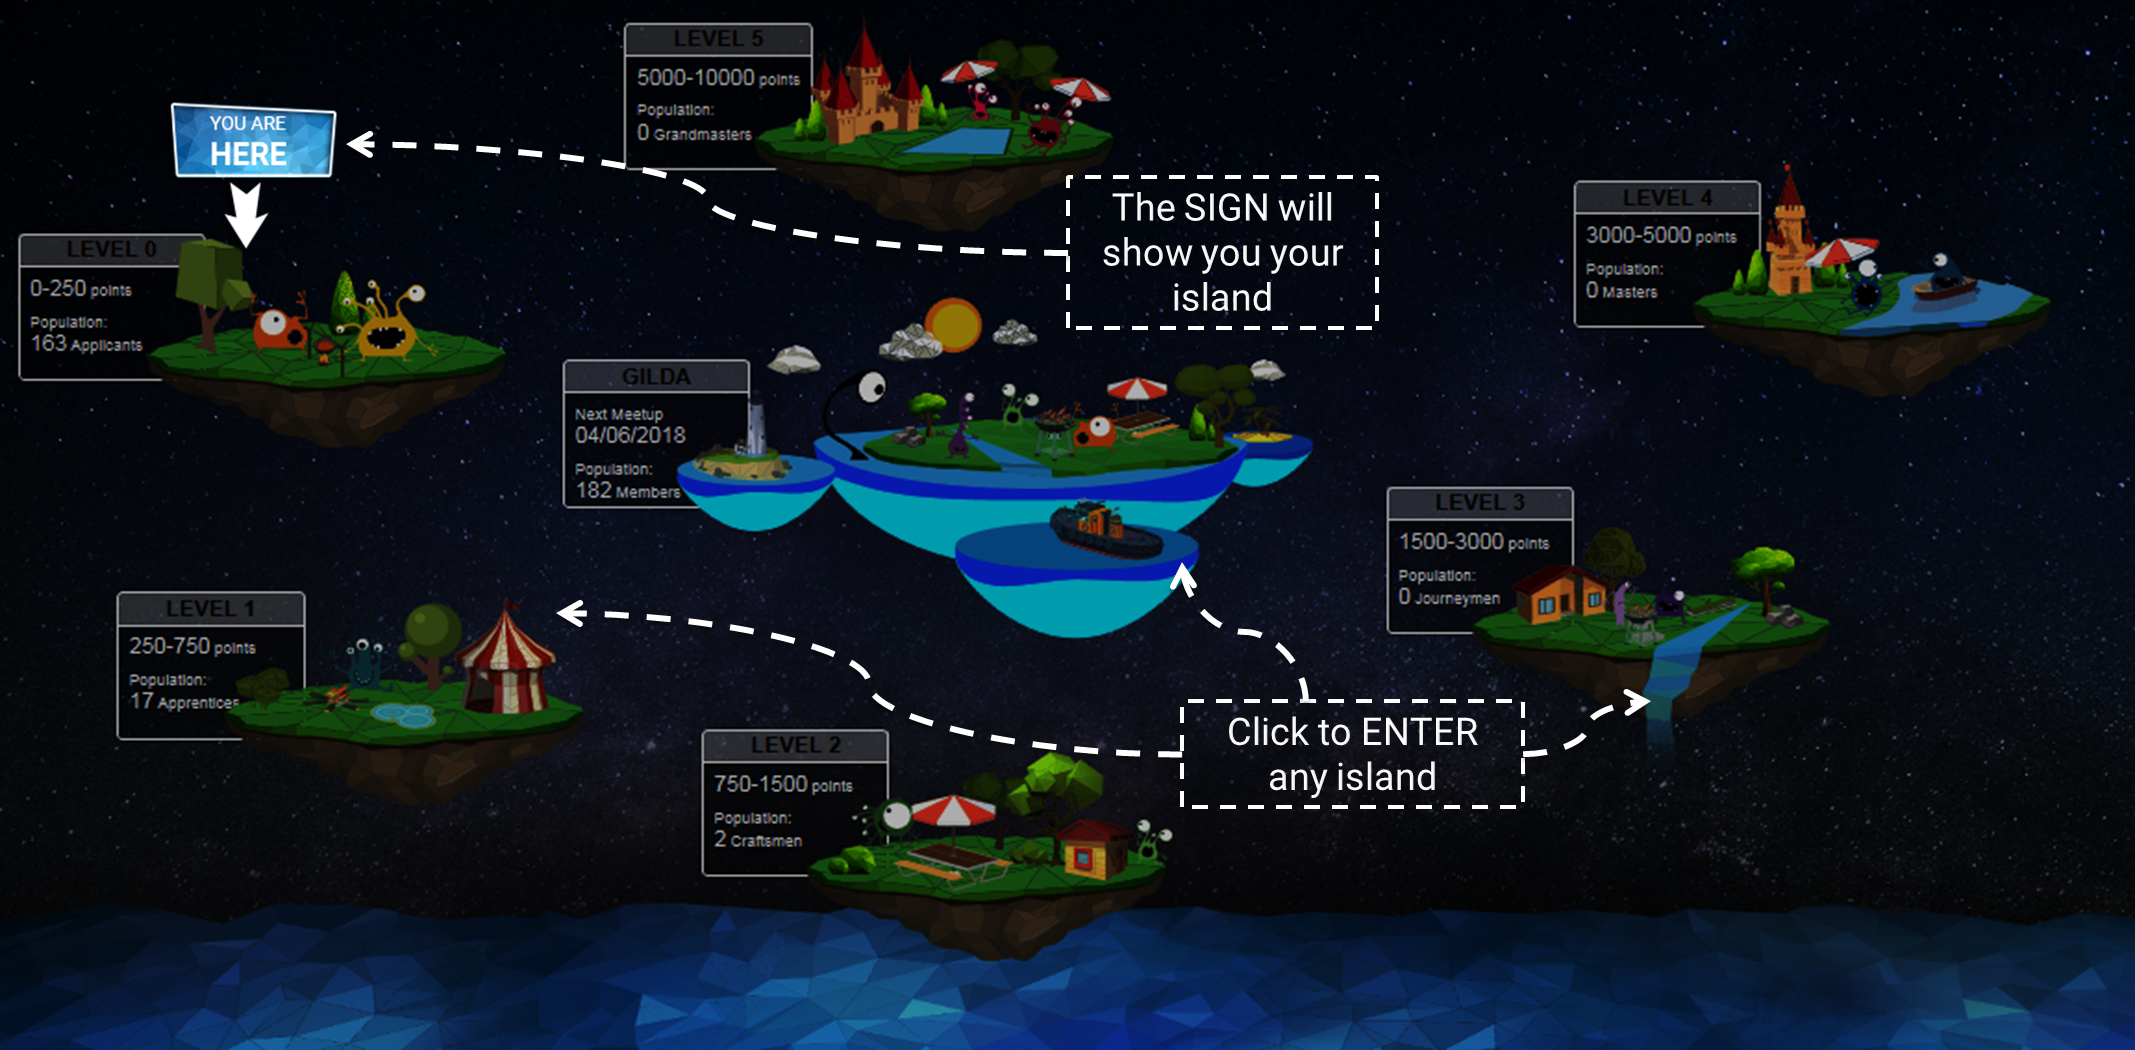 LEVEL 5
5000-10000 points
Population:
0 Grandmasters
YOU ARE
HERE
The SIGN will
show you your
island
LEVEL 4
3000-5000 points
Population:
0 Masters
LEVEL 0
0-250 points
Population:
163 Applicants
GILDA
Next Meetup
04/06/2018
Population:
182 Members
LEVEL 3
1500-3000 points
Population:
0 Journeymen
LEVEL 1
250-750 points
Population:
17 Apprentices
Click to ENTER
any island
LEVEL 2
750-1500 points
Population:
2 Craftsmen